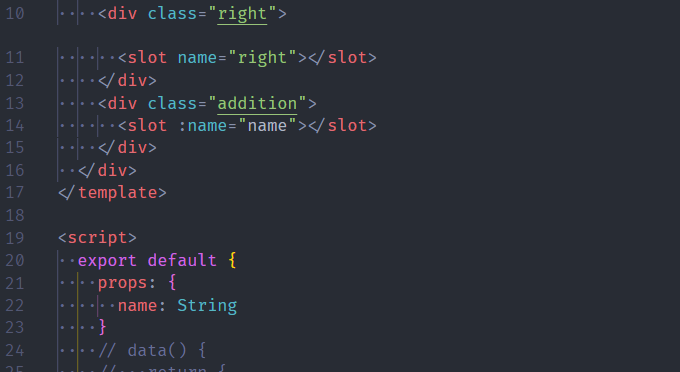 10 <div class="right">
11 <slot name="right"></slot>
12 </div>
13 <div class="addition">
14 <slot :name="name"></slot>
15 </div>
16 </div>
17 </template>
18
19 <script>
20 export default {
21 props: {
22 name: String
23 }
24 // data() {
25 // return {